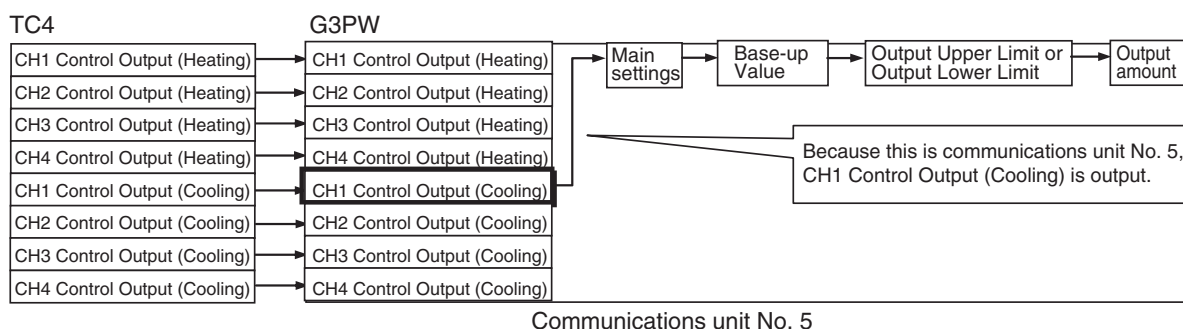 TC4
CH1 Control Output (Heating)
CH2 Control Output (Heating)
CH3 Control Output (Heating)
CH4 Control Output (Heating)
CH1 Control Output (Cooling)
CH2 Control Output (Cooling)
CH3 Control Output (Cooling)
CH4 Control Output (Cooling)
G3PW
CH1 Control Output (Heating)
CH2 Control Output (Heating)
CH3 Control Output (Heating)
CH4 Control Output (Heating)
CH1 Control Output (Cooling)
CH2 Control Output (Cooling)
CH3 Control Output (Cooling)
CH4 Control Output (Cooling)
Main
settings
Base-up
Value
Output Upper Limit or
Output Lower Limit
Output
amount
Because this is communications unit No. 5,
CH1 Control Output (Cooling) is output.
Communications unit No. 5